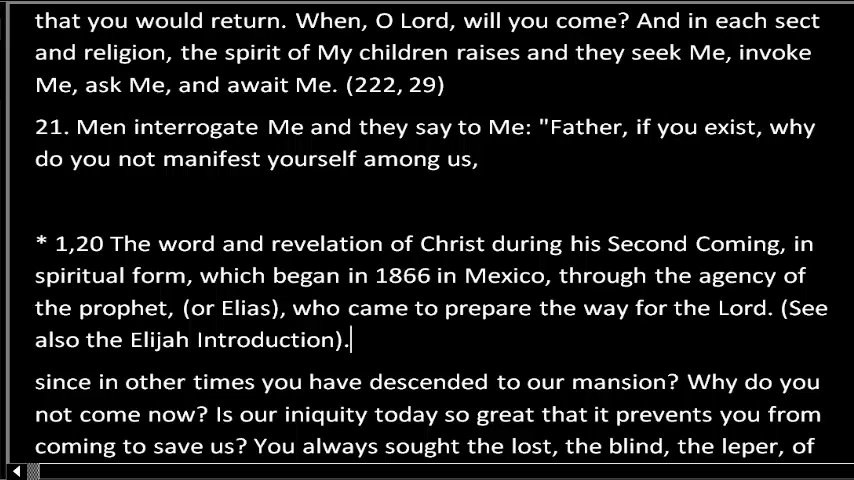 that you would return. When, O Lord, will you come? And in each sect
and religion, the spirit of My children raises and they seek Me, invoke
Me, ask Me, and await Me. (222, 29)
21. Men interrogate Me and they say to Me: "Father, if you exist, why
do you not manifest yourself among us,
* 1,20 The word and revelation of Christ during his Second Coming, in
spiritual form, which began in 1866 in Mexico, through the agency of
the prophet, (or Elias), who came to prepare the way for the Lord. (See
also the Elijah Introduction).
since in other times you have descended to our mansion? Why do you
not come now? Is our iniquity today so great that it prevents you from
coming to save us? You always sought the lost, the blind, the leper, of